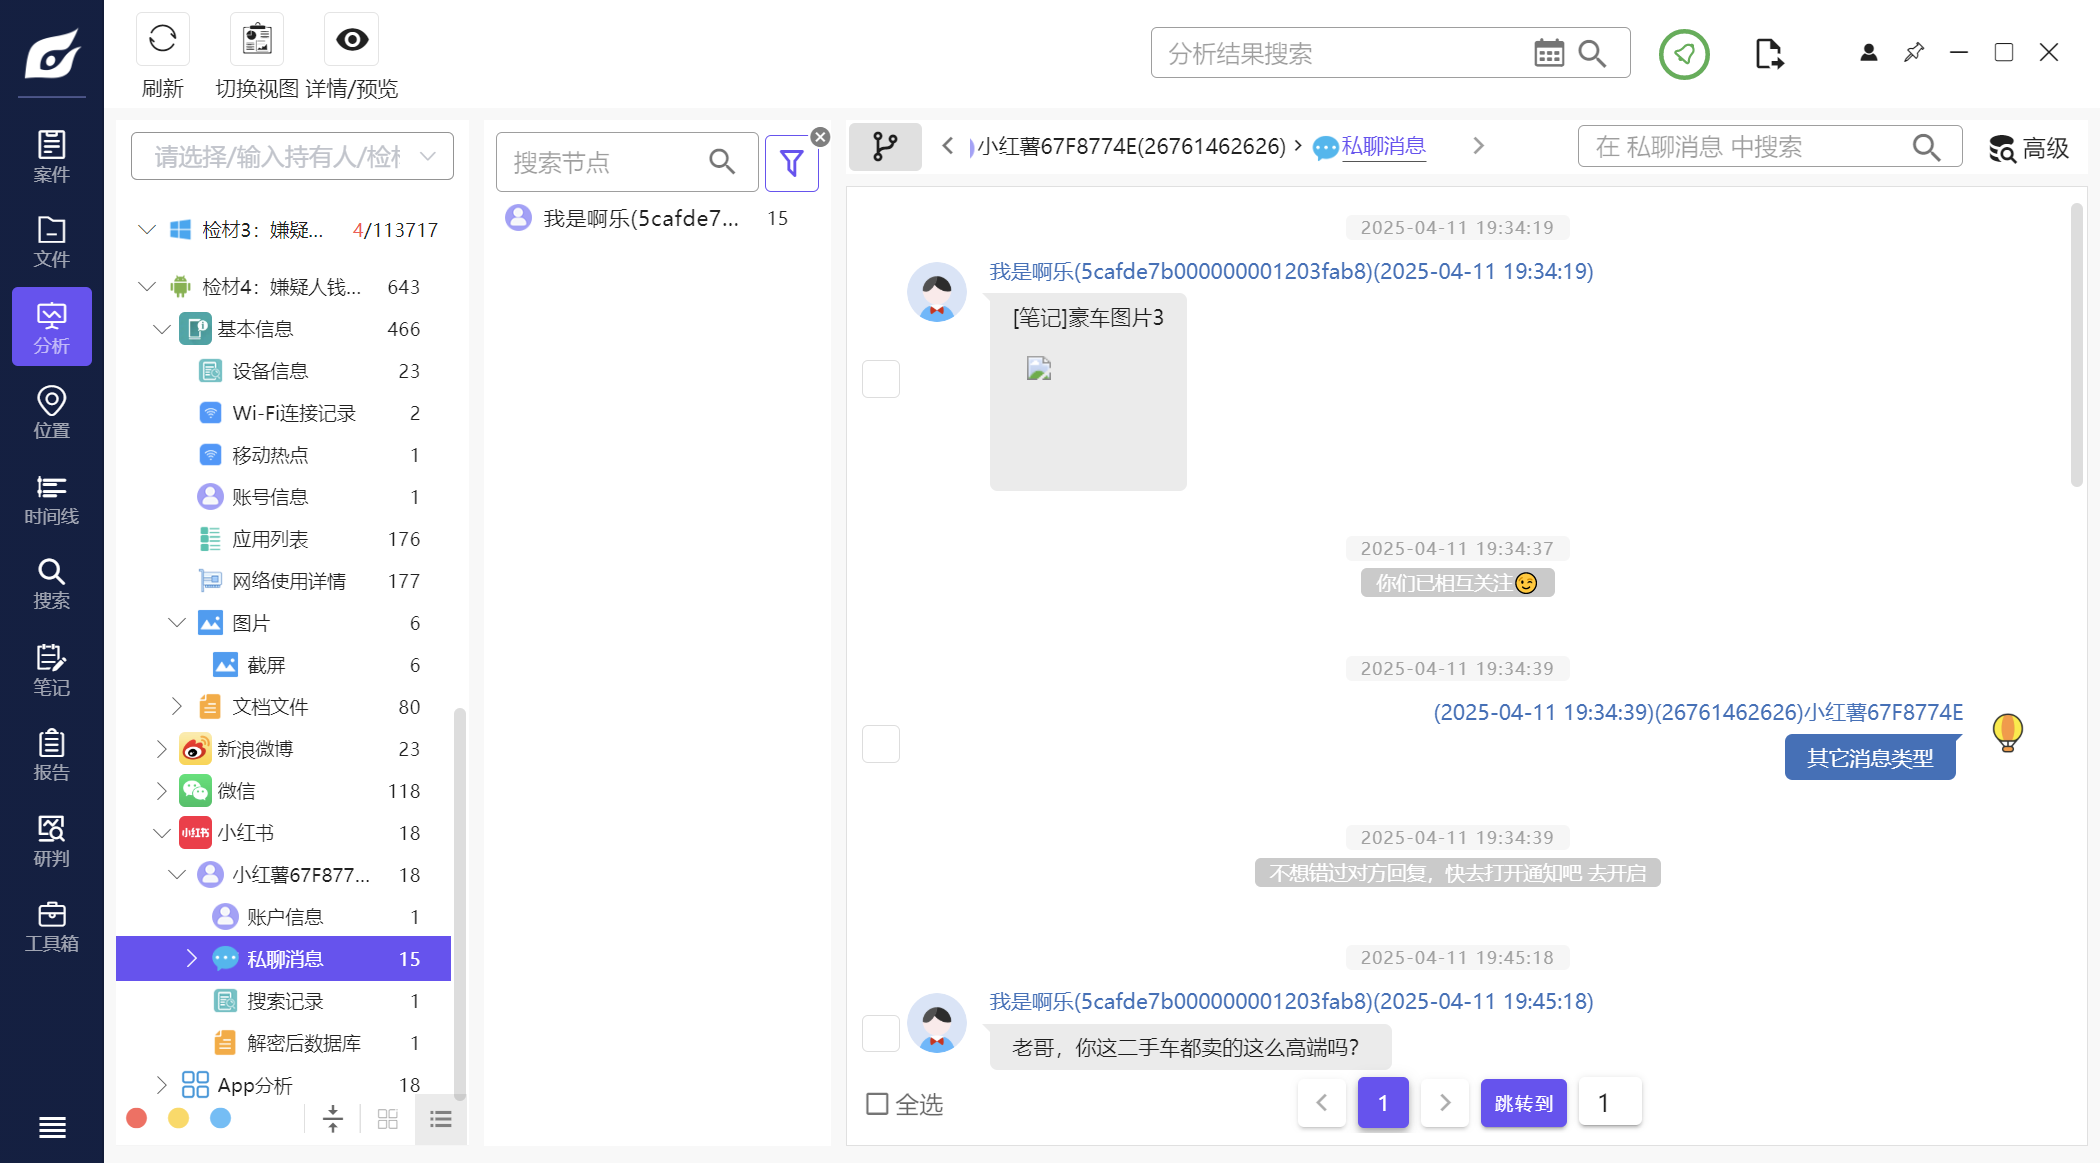 刷新
切换视图
详情/预览
分析结果搜索
案件
文件
分析
位置
时间线
搜索
笔记
报告
研判
工具箱
请选择/输入持有人/检
检材3：嫌疑... 4/113717
检材4：嫌疑人钱... 643
基本信息 466
设备信息 23
Wi-Fi连接记录 2
移动热点 1
账号信息 1
应用列表 176
网络使用详情 177
图片 6
截屏 6
文档文件 80
新浪微博 23
微信 118
小红书 小红书 18
小红薯67F877... 18
账户信息 1
私聊消息 15
搜索记录 1
解密后数据库 1
App分析 18
搜索节点
我是啊乐(5cafde7... 15
小红薯67F8774E(26761462626) > 私聊消息
在 私聊消息 中搜索
高级
2025-04-11 19:34:19
我是啊乐(5cafde7b000000001203fab8)(2025-04-11 19:34:19)
[笔记]豪车图片3
2025-04-11 19:34:37
你们已相互关注😉
2025-04-11 19:34:39
(2025-04-11 19:34:39)(26761462626)小红薯67F8774E
其它消息类型
2025-04-11 19:34:39
不想错过对方回复，快去打开通知吧 去开启
2025-04-11 19:45:18
我是啊乐(5cafde7b000000001203fab8)(2025-04-11 19:45:18)
老哥，你这二手车都卖的这么高端吗？
全选
1
跳转到
1